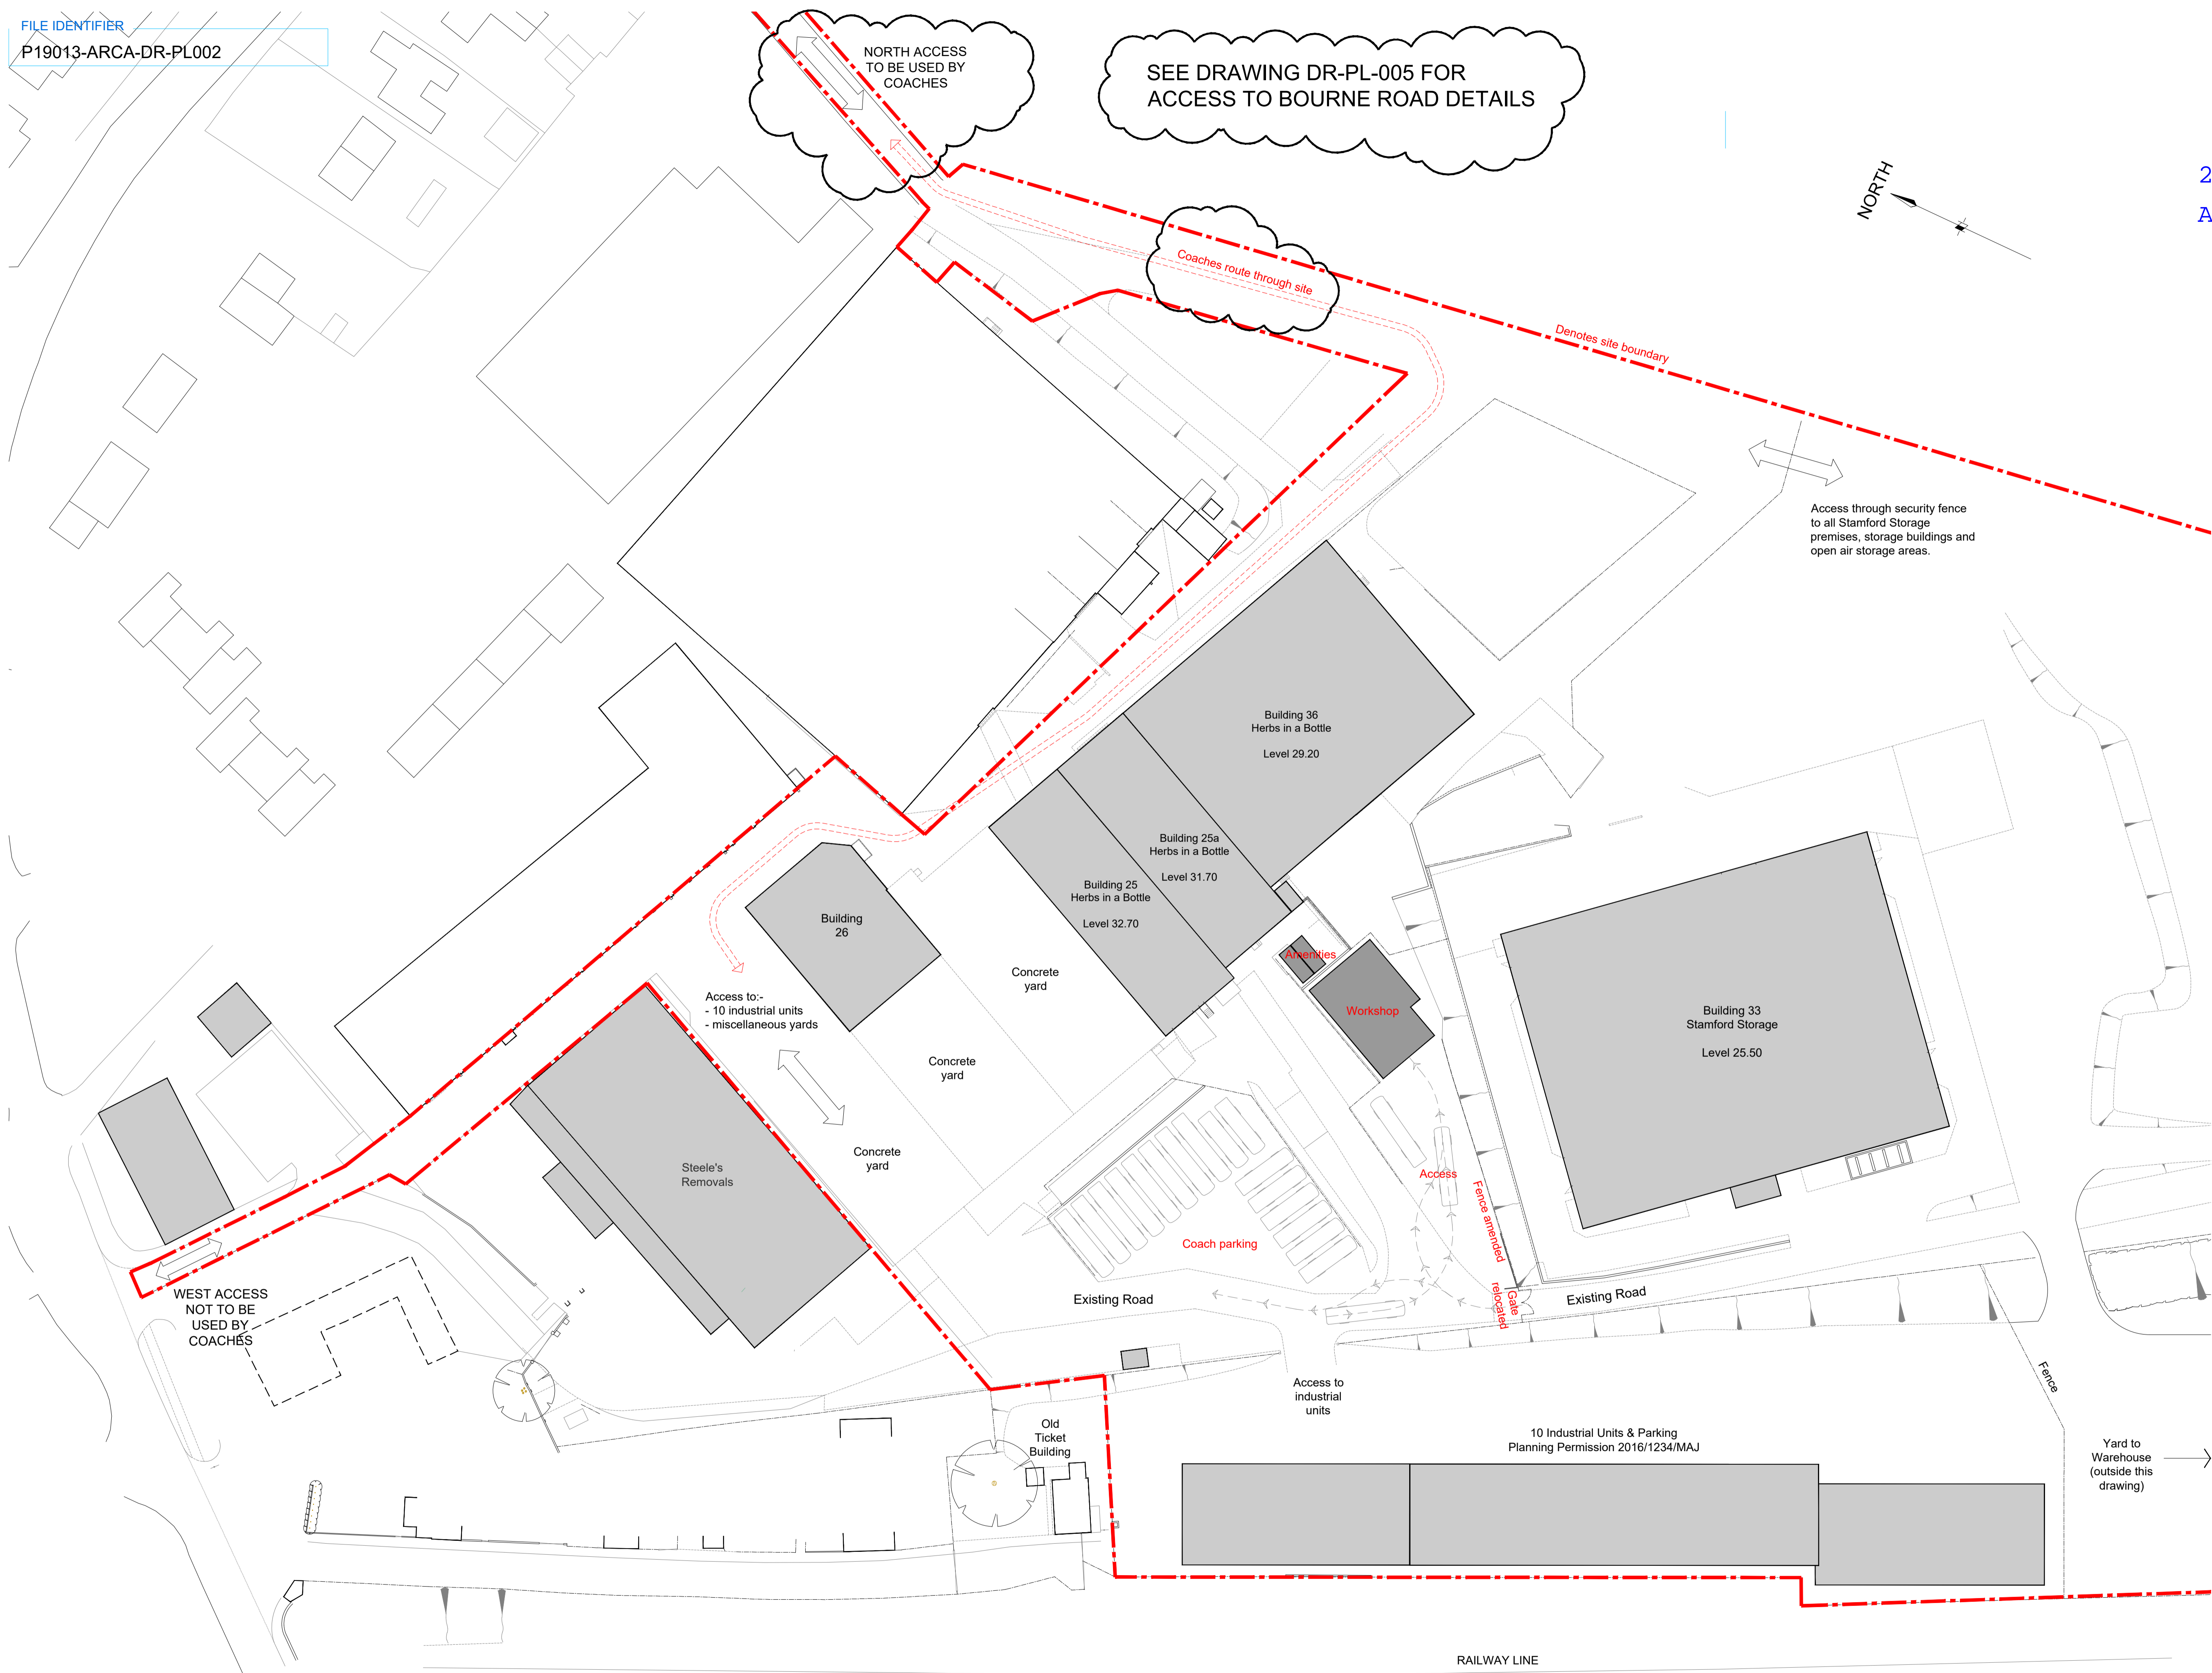 FILE IDENTIFIER
P19013-ARCA-DR-PL002
NORTH ACCESS
TO BE USED BY
COACHES
SEE DRAWING DR-PL-005 FOR
ACCESS TO BOURNE ROAD DETAILS
NORTH
2
A
Coaches route through site
Denotes site boundary
Access through security fence
to all Stamford Storage
premises, storage buildings and
open air storage areas.
Building 36
Herbs in a Bottle
Level 29.20
Building 25a
Herbs in a Bottle
Level 31.70
Building 25
Herbs in a Bottle
Level 32.70
Building
26
Concrete
yard
Amenities
Workshop
Building 33
Stamford Storage
Level 25.50
Access to:-
- 10 industrial units
- miscellaneous yards
Concrete
yard
Concrete
yard
Steele's
Removals
Access
Fence amended
Gate
relocated
Coach parking
Existing Road
Existing Road
WEST ACCESS
NOT TO BE
USED BY
COACHES
Access to
industrial
units
Fence
Old
Ticket
Building
10 Industrial Units & Parking
Planning Permission 2016/1234/MAJ
Yard to
Warehouse
(outside this
drawing)
RAILWAY LINE